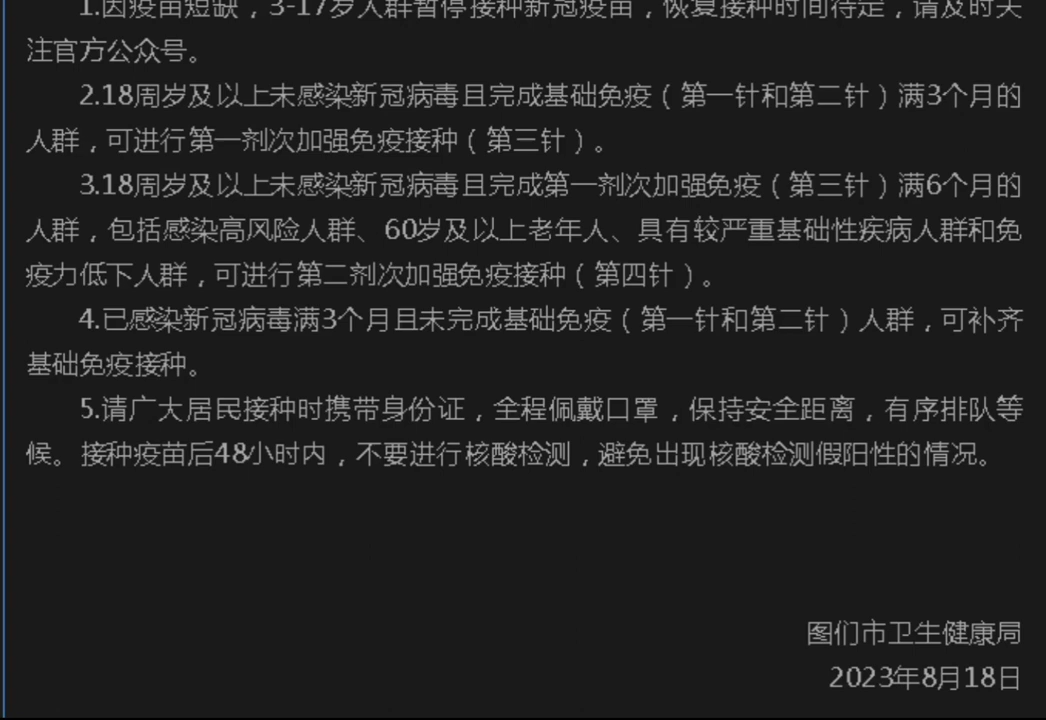 1.因疫苗短缺，3-17岁人群暂停接种新冠疫苗，恢复接种时间待定，请及时关
注官方公众号。
2.18周岁及以上未感染新冠病毒且完成基础免疫（第一针和第二针）满3个月的
人群，可进行第一剂次加强免疫接种（第三针）。
3.18周岁及以上未感染新冠病毒且完成第一剂次加强免疫（第三针）满6个月的
人群，包括感染高风险人群、60岁及以上老年人、具有较严重基础性疾病人群和免
疫力低下人群，可进行第二剂次加强免疫接种（第四针）。
4.已感染新冠病毒满3个月且未完成基础免疫（第一针和第二针）人群，可补齐
基础免疫接种。
5.请广大居民接种时携带身份证，全程佩戴口罩，保持安全距离，有序排队等
候。接种疫苗后48小时内，不要进行核酸检测，避免出现核酸检测假阳性的情况。
图们市卫生健康局
2023年8月18日